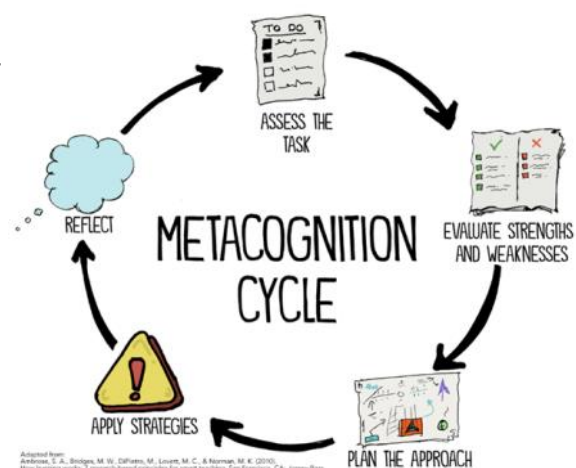 TO DO
ASSESS THE
TASK
EVALUATE STRENGTHS
AND WEAKNESSES
PLAN THE APPROACH
APPLY STRATEGIES
REFLECT
METACOGNITION
CYCLE
Adapted from:
Ambrose, S. A., Bridges, M. W., DiPietro, M., Lovett, M. C., & Norman, M. K. (2010).